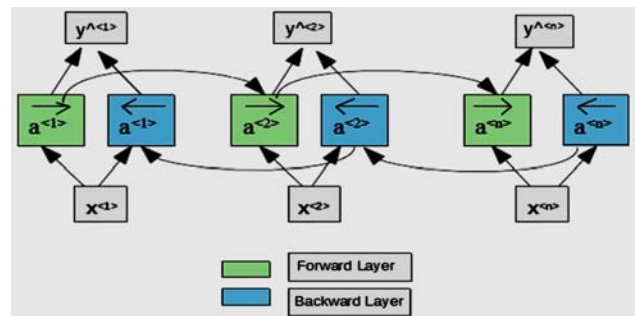 y^<1> y^<2> y^<n>
a<1> a<1> a<2> a<2> a<n> a<n>
x<1> x<2> x<n>
Forward Layer
Backward Layer